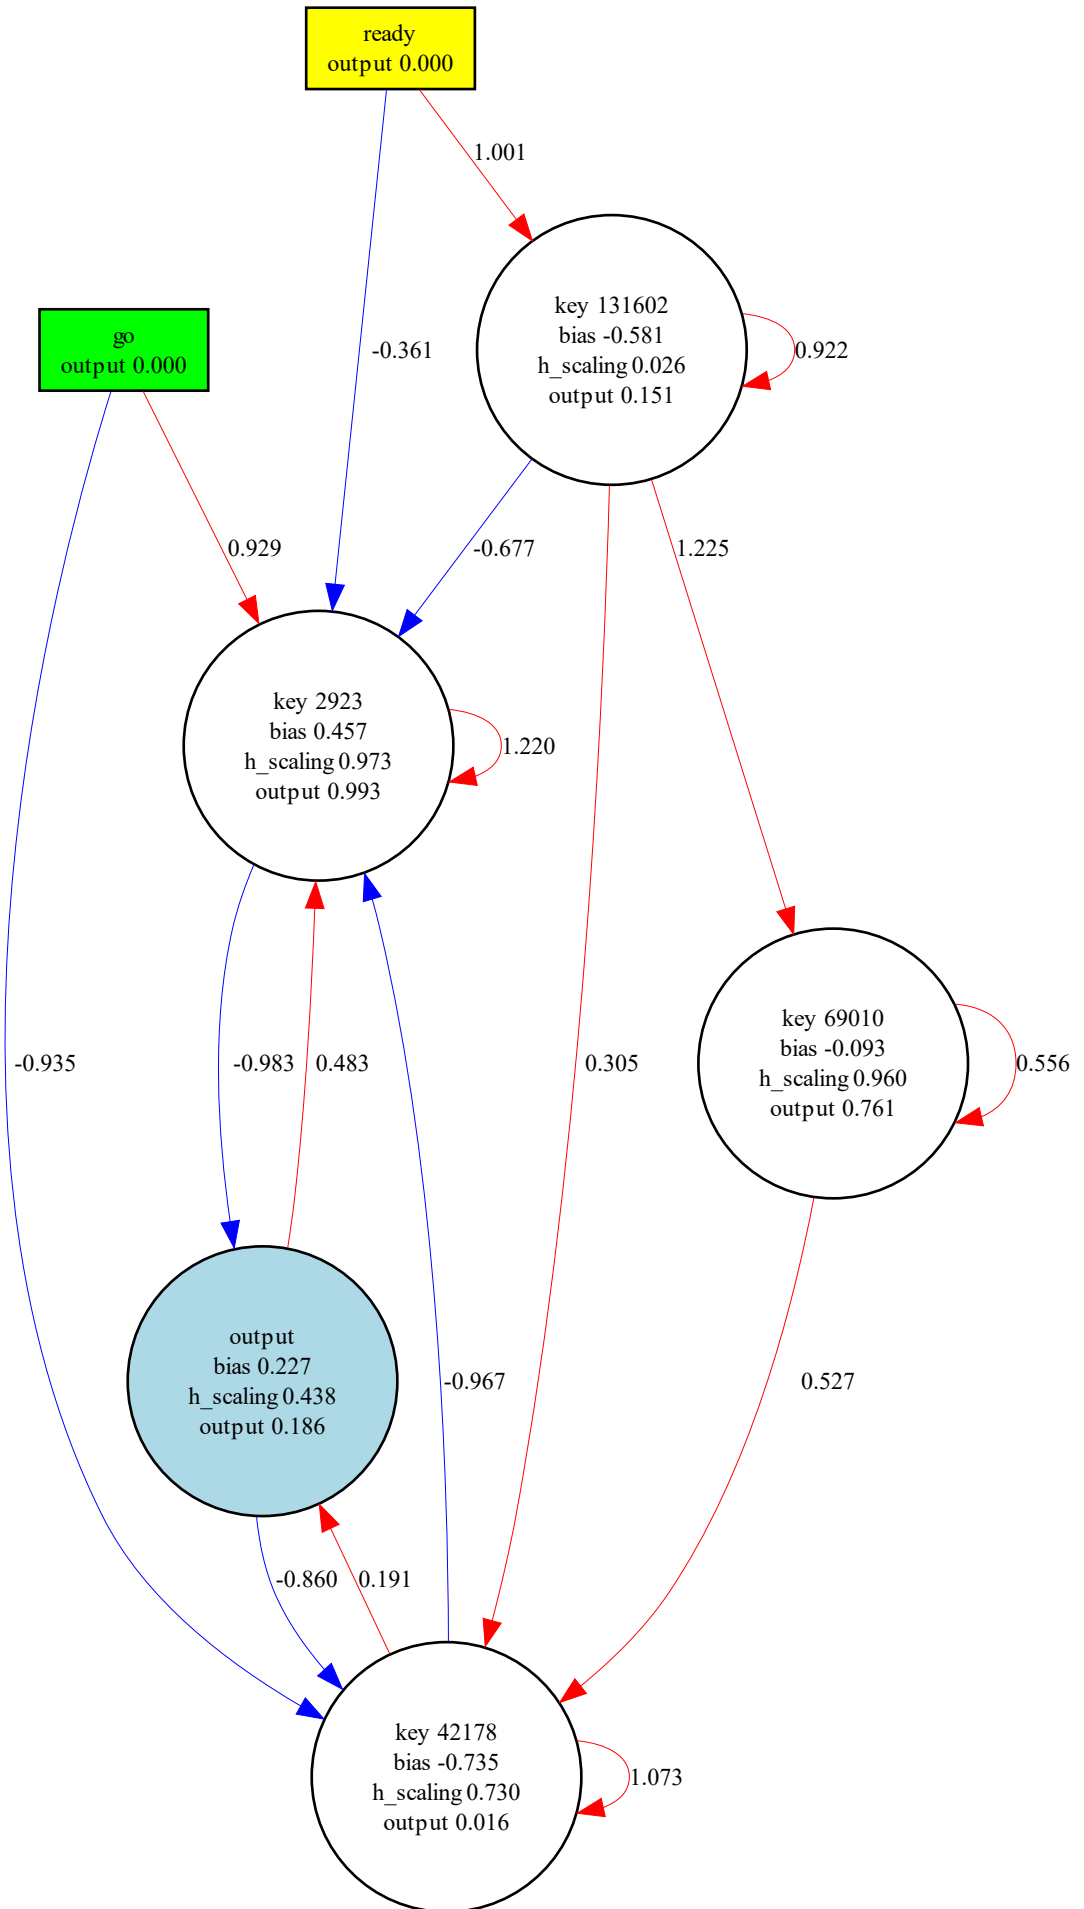 ready
output 0.000
1.001
key 131602
bias -0.581
h_scaling 0.026
output 0.151
0.922
go
output 0.000
-0.361
0.929
-0.677
1.225
key 2923
bias 0.457
h_scaling 0.973
output 0.993
1.220
key 69010
bias -0.093
h_scaling 0.960
output 0.761
0.556
-0.935
-0.983
0.483
0.305
output
bias 0.227
h_scaling 0.438
output 0.186
-0.967
0.527
-0.860
0.191
key 42178
bias -0.735
h_scaling 0.730
output 0.016
1.073